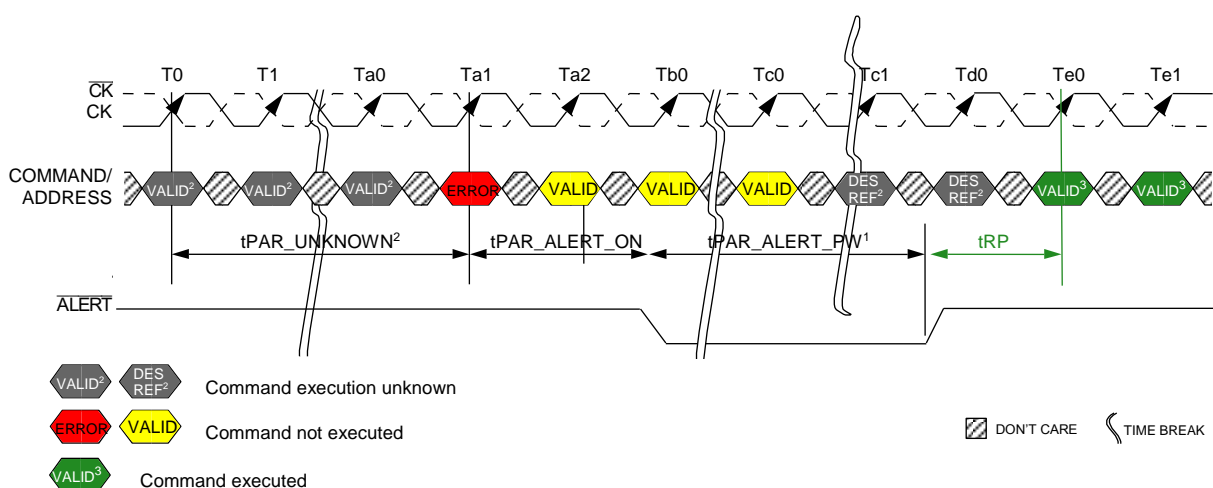 T0 T1 Ta0 Ta1 Ta2 Tb0 Tc0 Tc1 Td0 Te0 Te1
CK
CK
COMMAND/
ADDRESS
VALID² VALID² VALID² ERROR VALID VALID VALID DES REF² DES REF² VALID³ VALID³
tPAR_UNKNOWN² tPAR_ALERT_ON tPAR_ALERT_PW¹ tRP
ALERT
VALID² DES REF² Command execution unknown
ERROR VALID Command not executed
DON'T CARE TIME BREAK
VALID³ Command executed